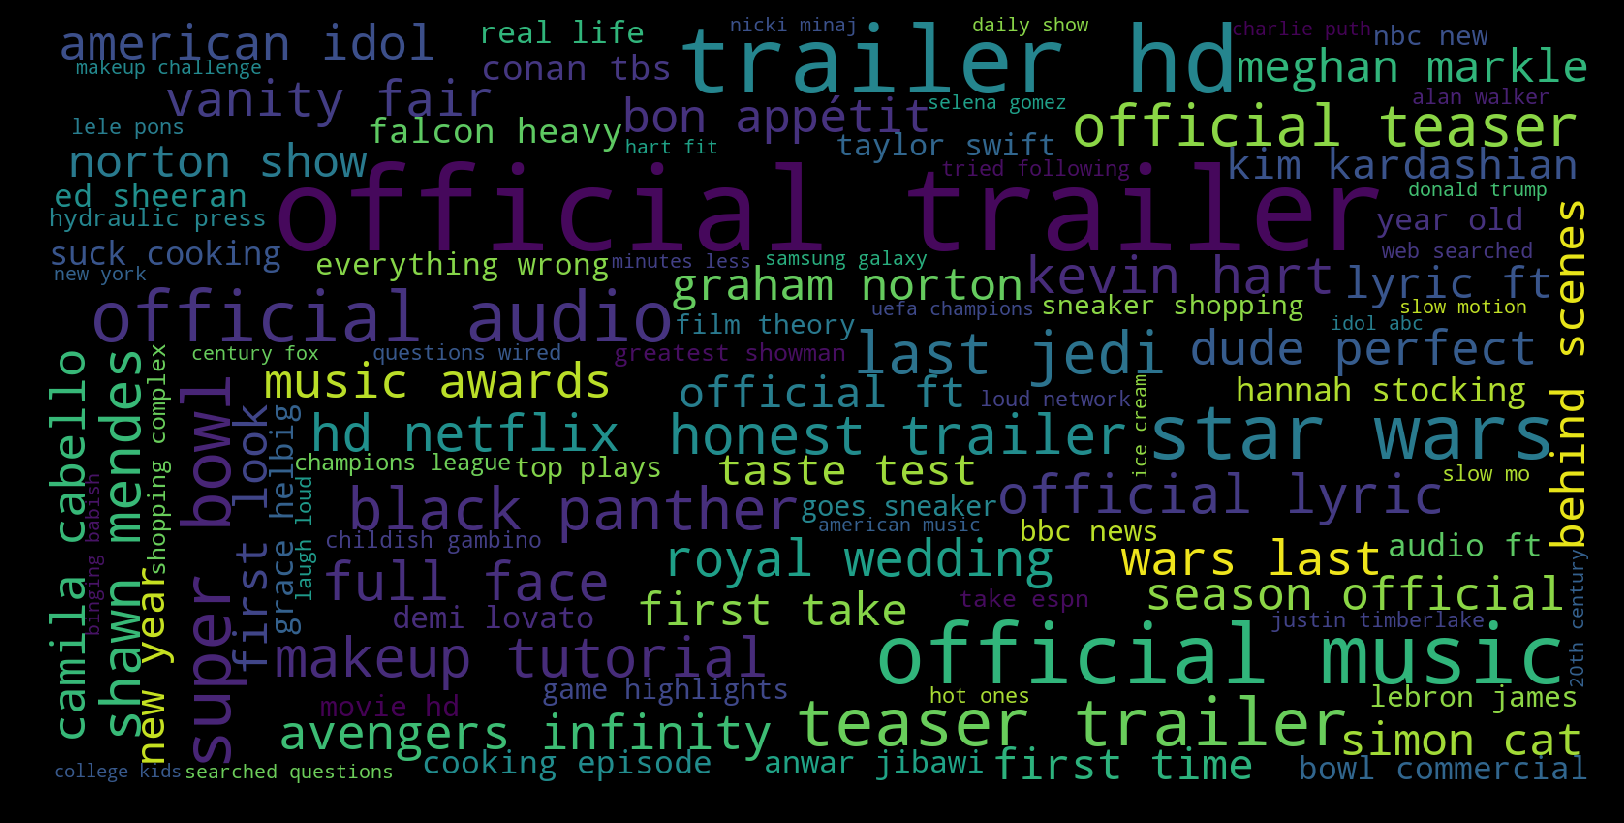 nicki minaj
daily show
charlie puth
american idol
real life
trailer hd
nbc new
makeup challenge
conan tbs
meghan markle
vanity fair
bon appétit
selena gomez
alan walker
lele pons
falcon heavy
hart fit
taylor swift
official teaser
norton show
tried following
kim kardashian
ed sheeran
official trailer
donald trump
hydraulic press
year old
suck cooking
everything wrong
minutes less
samsung galaxy
web searched
new york
graham norton
kevin hart
lyric ft
behind scenes
official audio
film theory
uefa champions
sneaker shopping
slow motion
idol abc
century fox
questions wired
greatest showman
last jedi
dude perfect
camila cabello
shawn mendes
shopping complex
super bowl
music awards
official ft
loud network
ice cream
hannah stocking
first look
grace helbig
hd netflix
honest trailer
star wars
champions league
top plays
taste test
slow mo
binging babish
laugh loud
black panther
goes sneaker
official lyric
american music
bbc news
childish gambino
royal wedding
wars last
audio ft
new year
full face
first take
take espn
season official
20th century
demi lovato
justin timberlake
makeup tutorial
official music
game highlights
hot ones
lebron james
movie hd
avengers infinity
teaser trailer
simon cat
college kids
searched questions
cooking episode
anwar jibawi
first time
bowl commercial